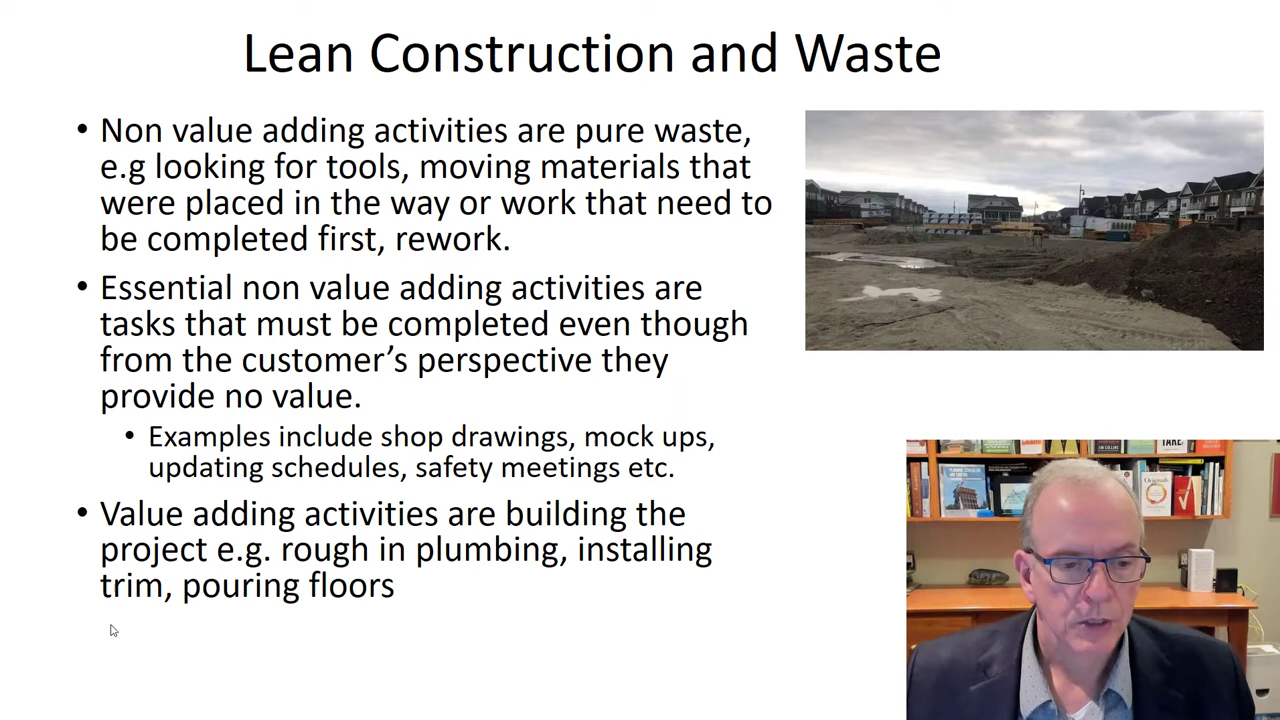 Lean Construction and Waste
• Non value adding activities are pure waste,
e.g looking for tools, moving materials that
were placed in the way or work that need to
be completed first, rework.
• Essential non value adding activities are
tasks that must be completed even though
from the customer’s perspective they
provide no value.
• Examples include shop drawings, mock ups,
updating schedules, safety meetings etc.
• Value adding activities are building the
project e.g. rough in plumbing, installing
trim, pouring floors
TAKE
Originals